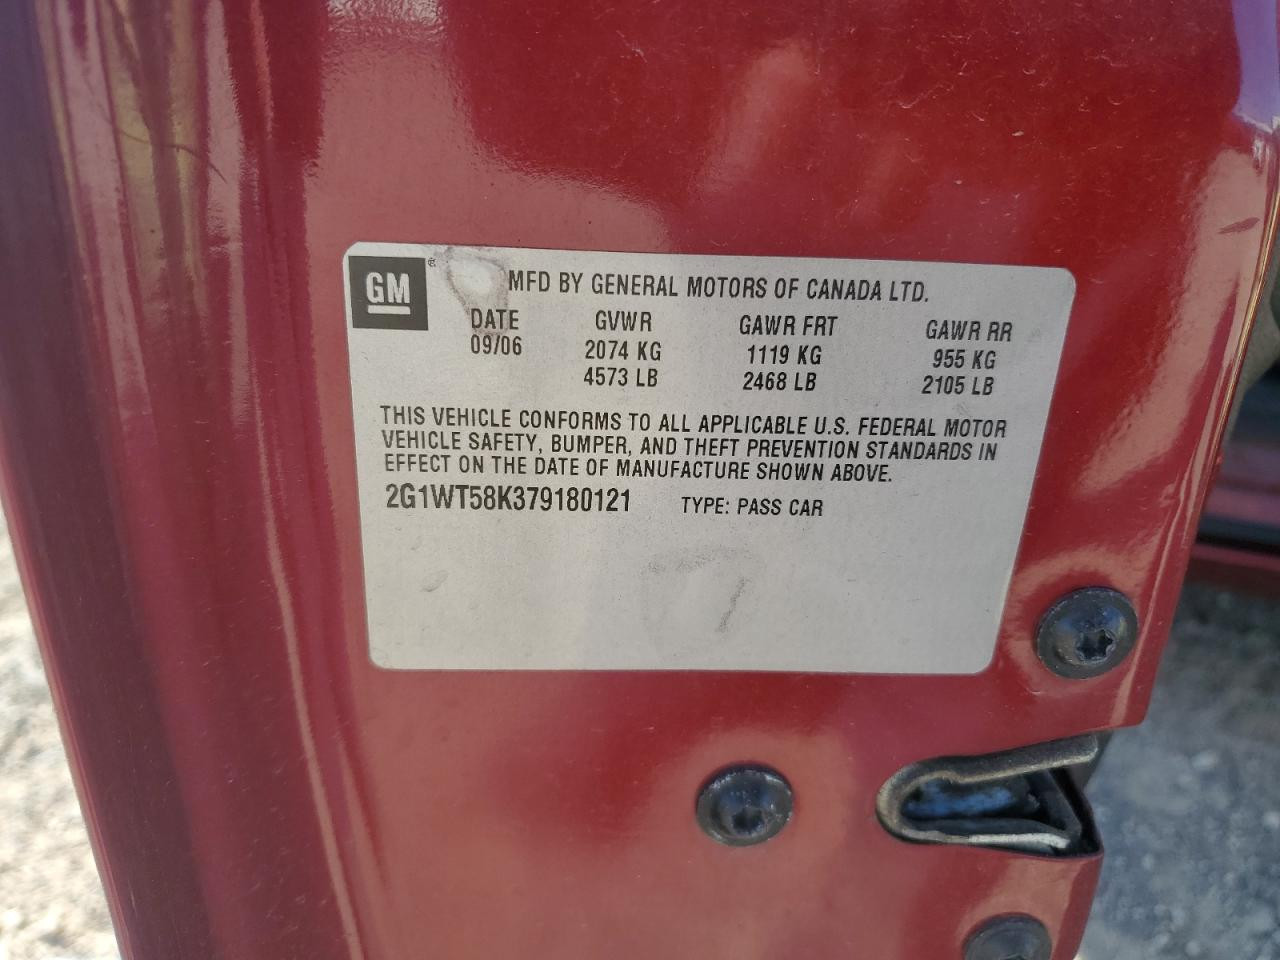 GM ® MFD BY GENERAL MOTORS OF CANADA LTD.
DATE GVWR GAWR FRT GAWR RR
09/06 2074 KG 1119 KG 955 KG
4573 LB 2468 LB 2105 LB
THIS VEHICLE CONFORMS TO ALL APPLICABLE U.S. FEDERAL MOTOR
VEHICLE SAFETY, BUMPER, AND THEFT PREVENTION STANDARDS IN
EFFECT ON THE DATE OF MANUFACTURE SHOWN ABOVE.
2G1WT58K379180121 TYPE: PASS CAR